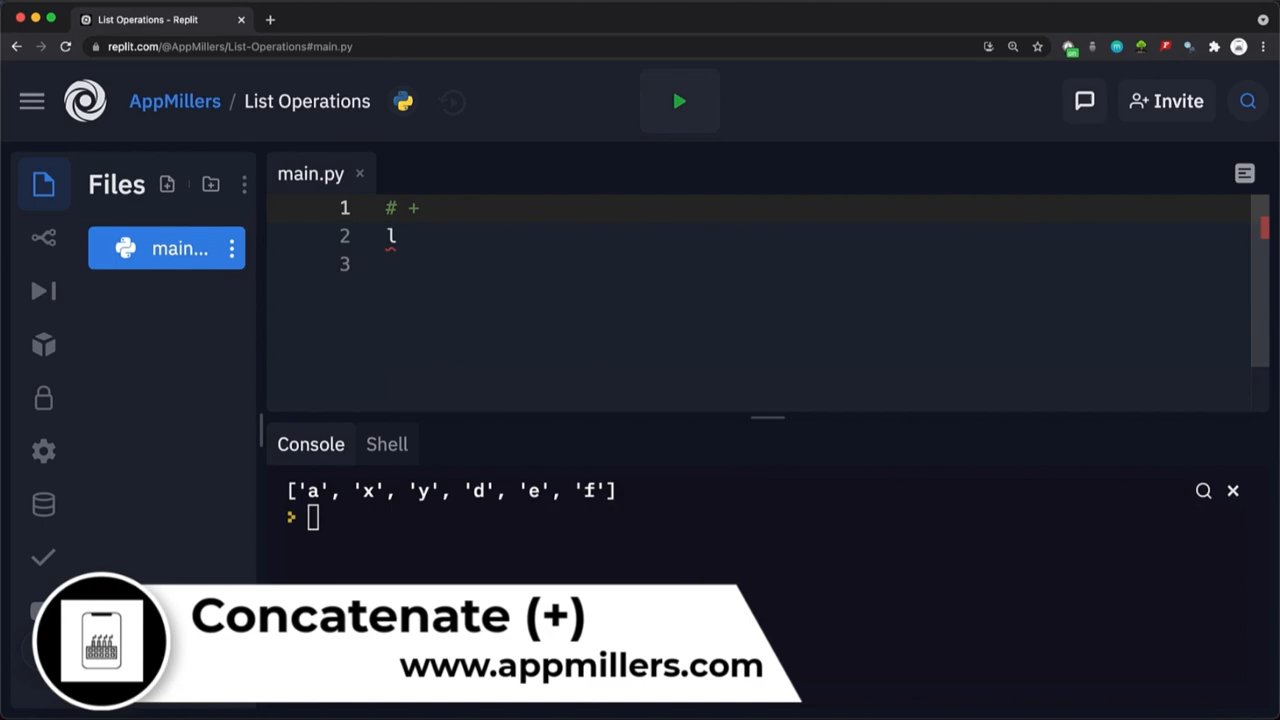 List Operations - Replit
replit.com/@AppMillers/List-Operations#main.py
AppMillers / List Operations
Invite
Files
main...
main.py
1 # +
2 l
3
Console Shell
['a', 'x', 'y', 'd', 'e', 'f']
Concatenate (+)
www.appmillers.com